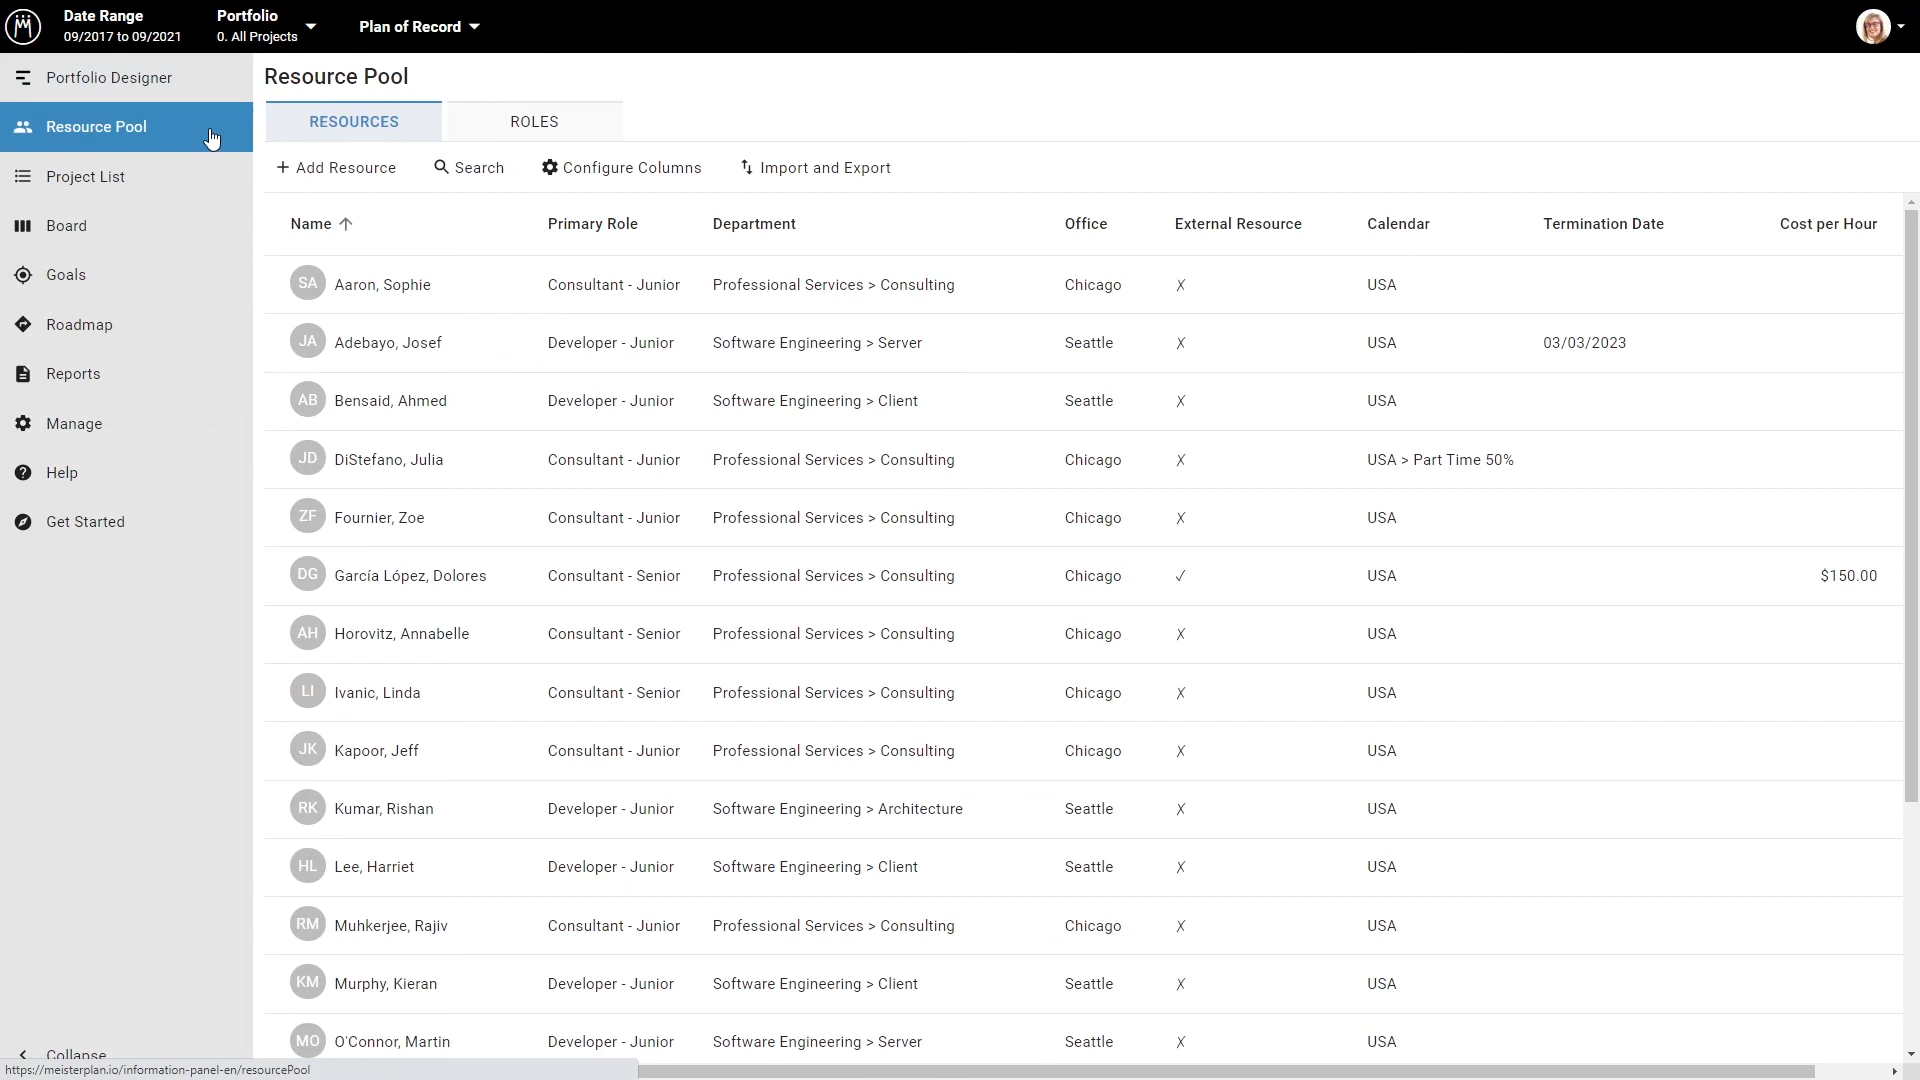 Date Range
09/2017 to 09/2021
Portfolio
0. All Projects
Plan of Record
Portfolio Designer
Resource Pool
Project List
Board
Goals
Roadmap
Reports
Manage
Help
Get Started
Collapse
https://meisterplan.io/information-panel-en/resourcePool
Resource Pool
RESOURCES ROLES
+ Add Resource Search Configure Columns Import and Export
Name Primary Role Department Office External Resource Calendar Termination Date Cost per Hour
SA Aaron, Sophie Consultant - Junior Professional Services > Consulting Chicago ✗ USA
JA Adebayo, Josef Developer - Junior Software Engineering > Server Seattle ✗ USA 03/03/2023
AB Bensaid, Ahmed Developer - Junior Software Engineering > Client Seattle ✗ USA
JD DiStefano, Julia Consultant - Junior Professional Services > Consulting Chicago ✗ USA > Part Time 50%
ZF Fournier, Zoe Consultant - Junior Professional Services > Consulting Chicago ✗ USA
DG García López, Dolores Consultant - Senior Professional Services > Consulting Chicago ✓ USA $150.00
AH Horovitz, Annabelle Consultant - Senior Professional Services > Consulting Chicago ✗ USA
LI Ivanic, Linda Consultant - Senior Professional Services > Consulting Chicago ✗ USA
JK Kapoor, Jeff Consultant - Junior Professional Services > Consulting Chicago ✗ USA
RK Kumar, Rishan Developer - Junior Software Engineering > Architecture Seattle ✗ USA
HL Lee, Harriet Developer - Junior Software Engineering > Client Seattle ✗ USA
RM Muhkerjee, Rajiv Consultant - Junior Professional Services > Consulting Chicago ✗ USA
KM Murphy, Kieran Developer - Junior Software Engineering > Client Seattle ✗ USA
MO O'Connor, Martin Developer - Junior Software Engineering > Server Seattle ✗ USA